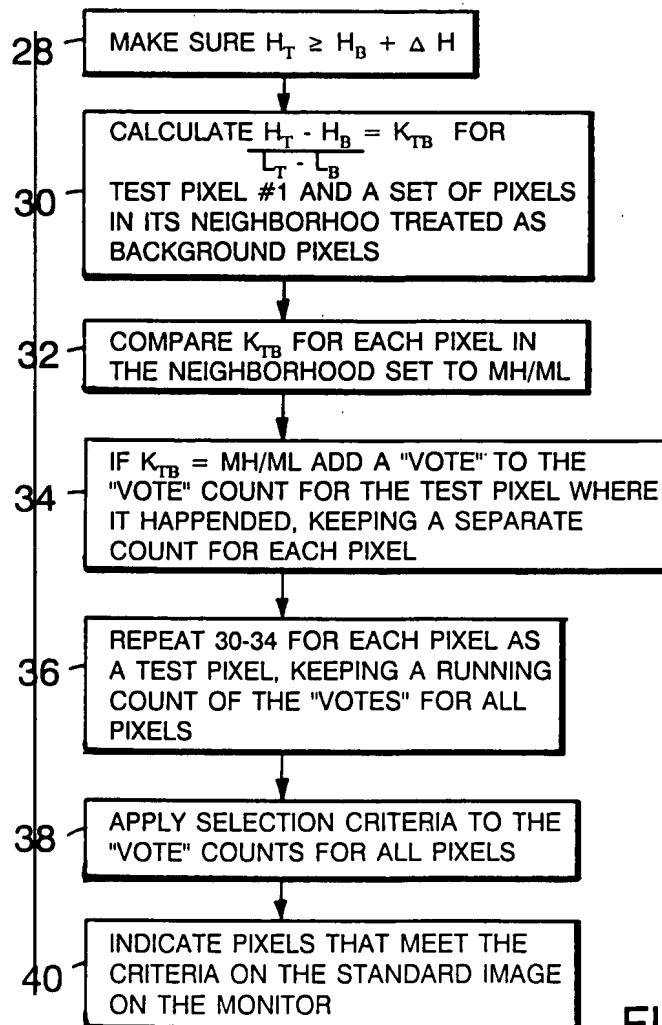 28 MAKE SURE H_T ≥ H_B + Δ H
CALCULATE H_T - H_B = K_TB FOR
L_T - L_B
30 TEST PIXEL #1 AND A SET OF PIXELS
IN ITS NEIGHBORHOO TREATED AS
BACKGROUND PIXELS
32 COMPARE K_TB FOR EACH PIXEL IN
THE NEIGHBORHOOD SET TO MH/ML
IF K_TB = MH/ML ADD A "VOTE" TO THE
34 "VOTE" COUNT FOR THE TEST PIXEL WHERE
IT HAPPENDED, KEEPING A SEPARATE
COUNT FOR EACH PIXEL
REPEAT 30-34 FOR EACH PIXEL AS
36 A TEST PIXEL, KEEPING A RUNNING
COUNT OF THE "VOTES" FOR ALL
PIXELS
38 APPLY SELECTION CRITERIA TO THE
"VOTE" COUNTS FOR ALL PIXELS
INDICATE PIXELS THAT MEET THE
40 CRITERIA ON THE STANDARD IMAGE
ON THE MONITOR